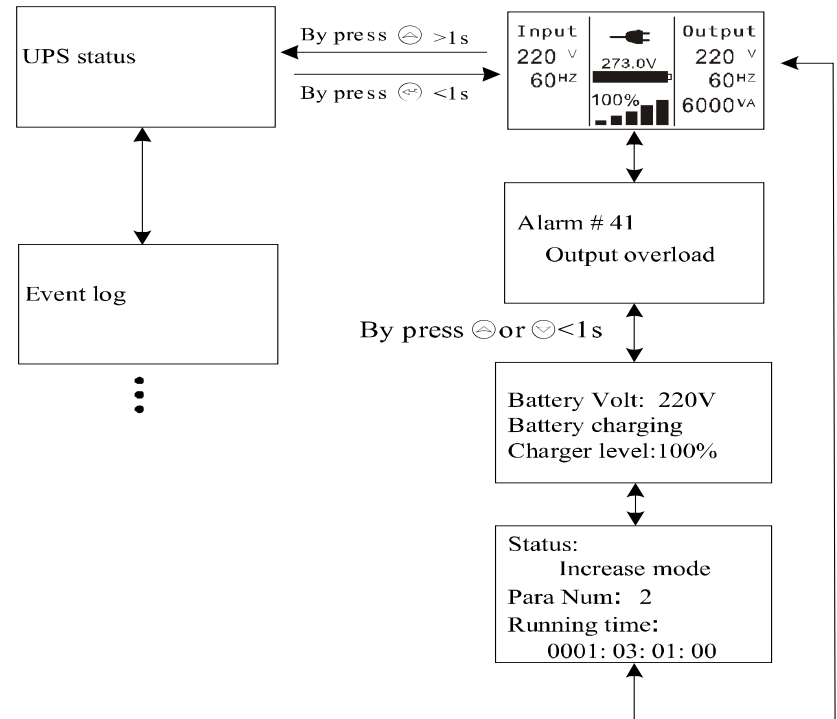 UPS status
By press >1s
By press <1s
Input
220 V
60HZ
273.0V
100%
Output
220 V
60HZ
6000VA
Alarm # 41
Output overload
Event log
By press or <1s
Battery Volt: 220V
Battery charging
Charger level:100%
Status:
Increase mode
Para Num: 2
Running time:
0001: 03: 01: 00